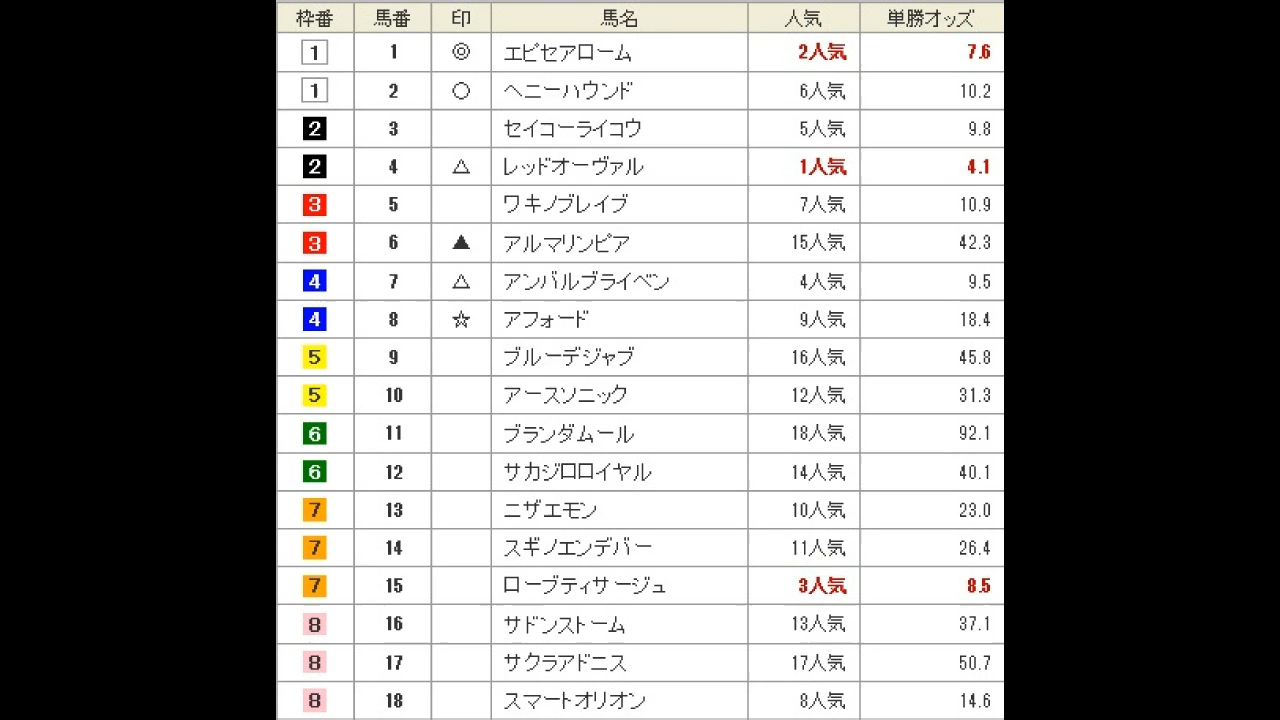 枠番 馬番 印 馬名 人気 単勝オッズ
1 1 ◎ エピセアローム 2人気 7.6
1 2 ○ ヘニーハウンド 6人気 10.2
2 3 セイコーライコウ 5人気 9.8
2 4 △ レッドオーヴァル 1人気 4.1
3 5 ワキノブレイブ 7人気 10.9
3 6 ▲ アルマリンピア 15人気 42.3
4 7 △ アンバルブライベン 4人気 9.5
4 8 ☆ アフォード 9人気 18.4
5 9 ブルーデジャブ 16人気 45.8
5 10 アースソニック 12人気 31.3
6 11 ブランダムール 18人気 92.1
6 12 サカジロロイヤル 14人気 40.1
7 13 ニザエモン 10人気 23.0
7 14 スギノエンデバー 11人気 26.4
7 15 ローブティサージュ 3人気 8.5
8 16 サドンストーム 13人気 37.1
8 17 サクラアドニス 17人気 50.7
8 18 スマートオリオン 8人気 14.6